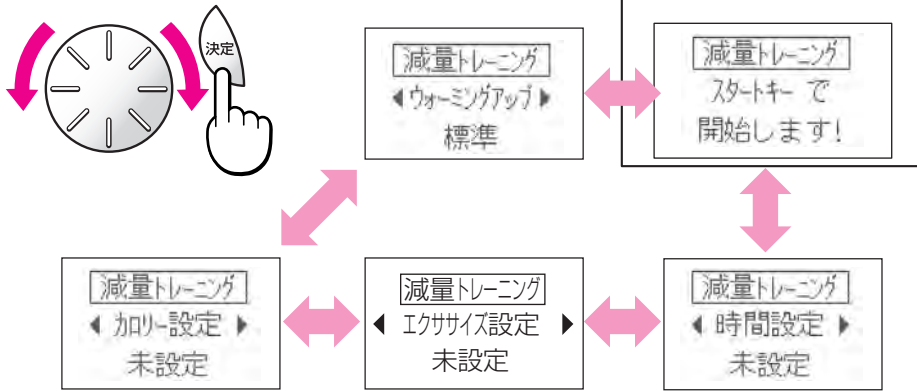 決定
減量トレーニング
ウォーミングアップ
標準
減量トレーニング
スタートキー で
開始します!
減量トレーニング
カロリー設定
未設定
減量トレーニング
エクササイズ設定
未設定
減量トレーニング
時間設定
未設定